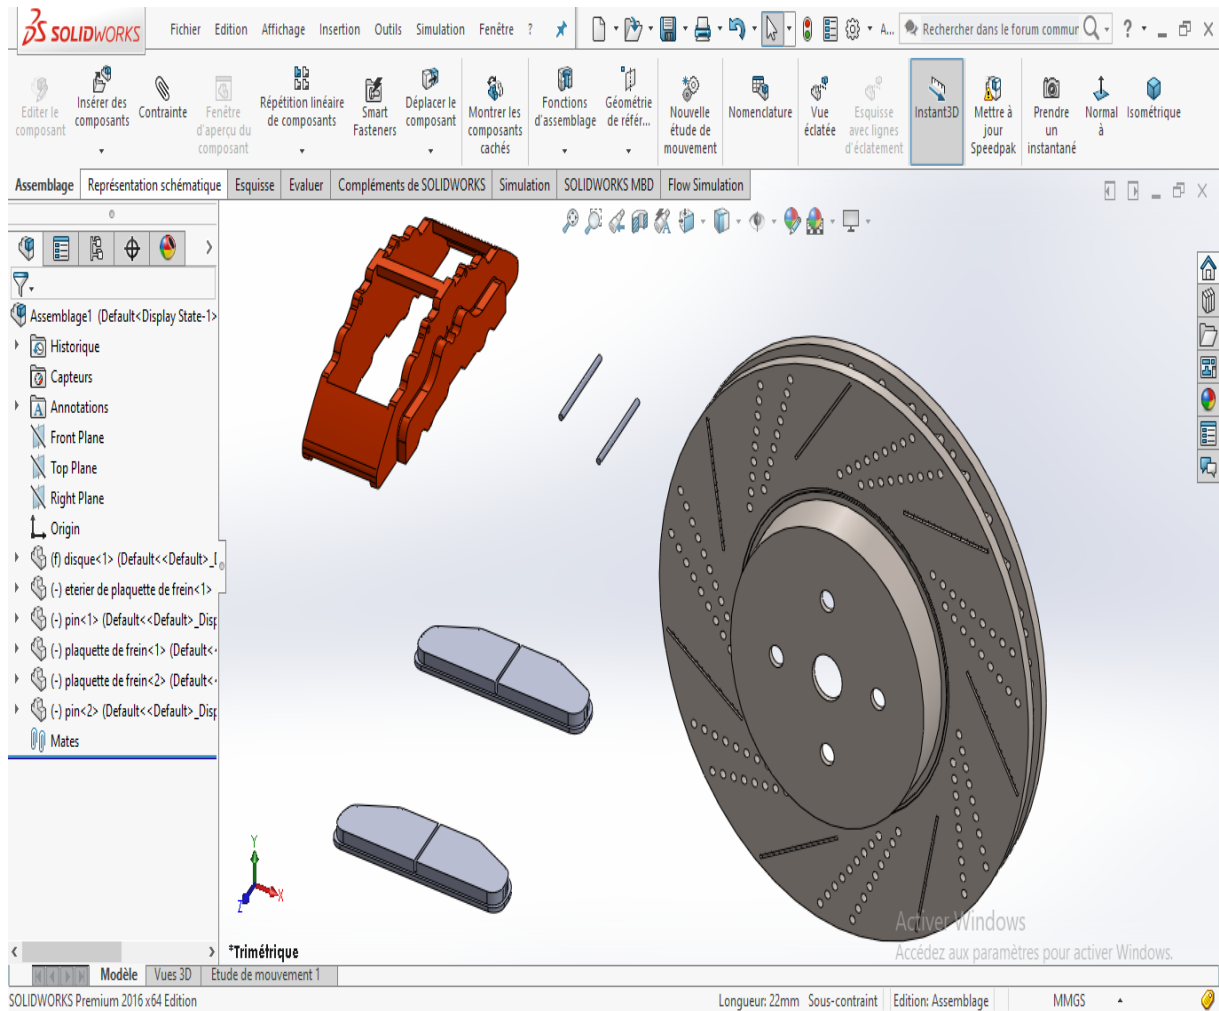 SOLIDWORKS
Fichier Edition Affichage Insertion Outils Simulation Fenêtre ?
A... Rechercher dans le forum commur ?
Editer le composant
Insérer des composants
Contrainte
Fenêtre d'aperçu du composant
Répétition linéaire de composants
Smart Fasteners
Déplacer le composant
Montrer les composants cachés
Fonctions d'assemblage
Géométrie de référ...
Nouvelle étude de mouvement
Nomenclature
Vue éclatée
Esquisse avec lignes d'éclatement
Instant3D
Mettre à jour Speedpak
Prendre un instantané
Normal à
Isométrique
Assemblage Représentation schématique Esquisse Evaluer Compléments de SOLIDWORKS Simulation SOLIDWORKS MBD Flow Simulation
Assemblage1 (Default<Display State-1>
Historique
Capteurs
Annotations
Front Plane
Top Plane
Right Plane
Origin
(f) disque<1> (Default<<Default>_D
(-) eterier de plaquette de frein<1>
(-) pin<1> (Default<<Default>_Disp
(-) plaquette de frein<1> (Default<
(-) plaquette de frein<2> (Default<
(-) pin<2> (Default<<Default>_Disp
Mates
Y
X
Z
*Trimétrique
Activer Windows
Accédez aux paramètres pour activer Windows.
Modèle Vues 3D Etude de mouvement 1
SOLIDWORKS Premium 2016 x64 Edition Longueur: 22mm Sous-contraint Edition: Assemblage MMGS